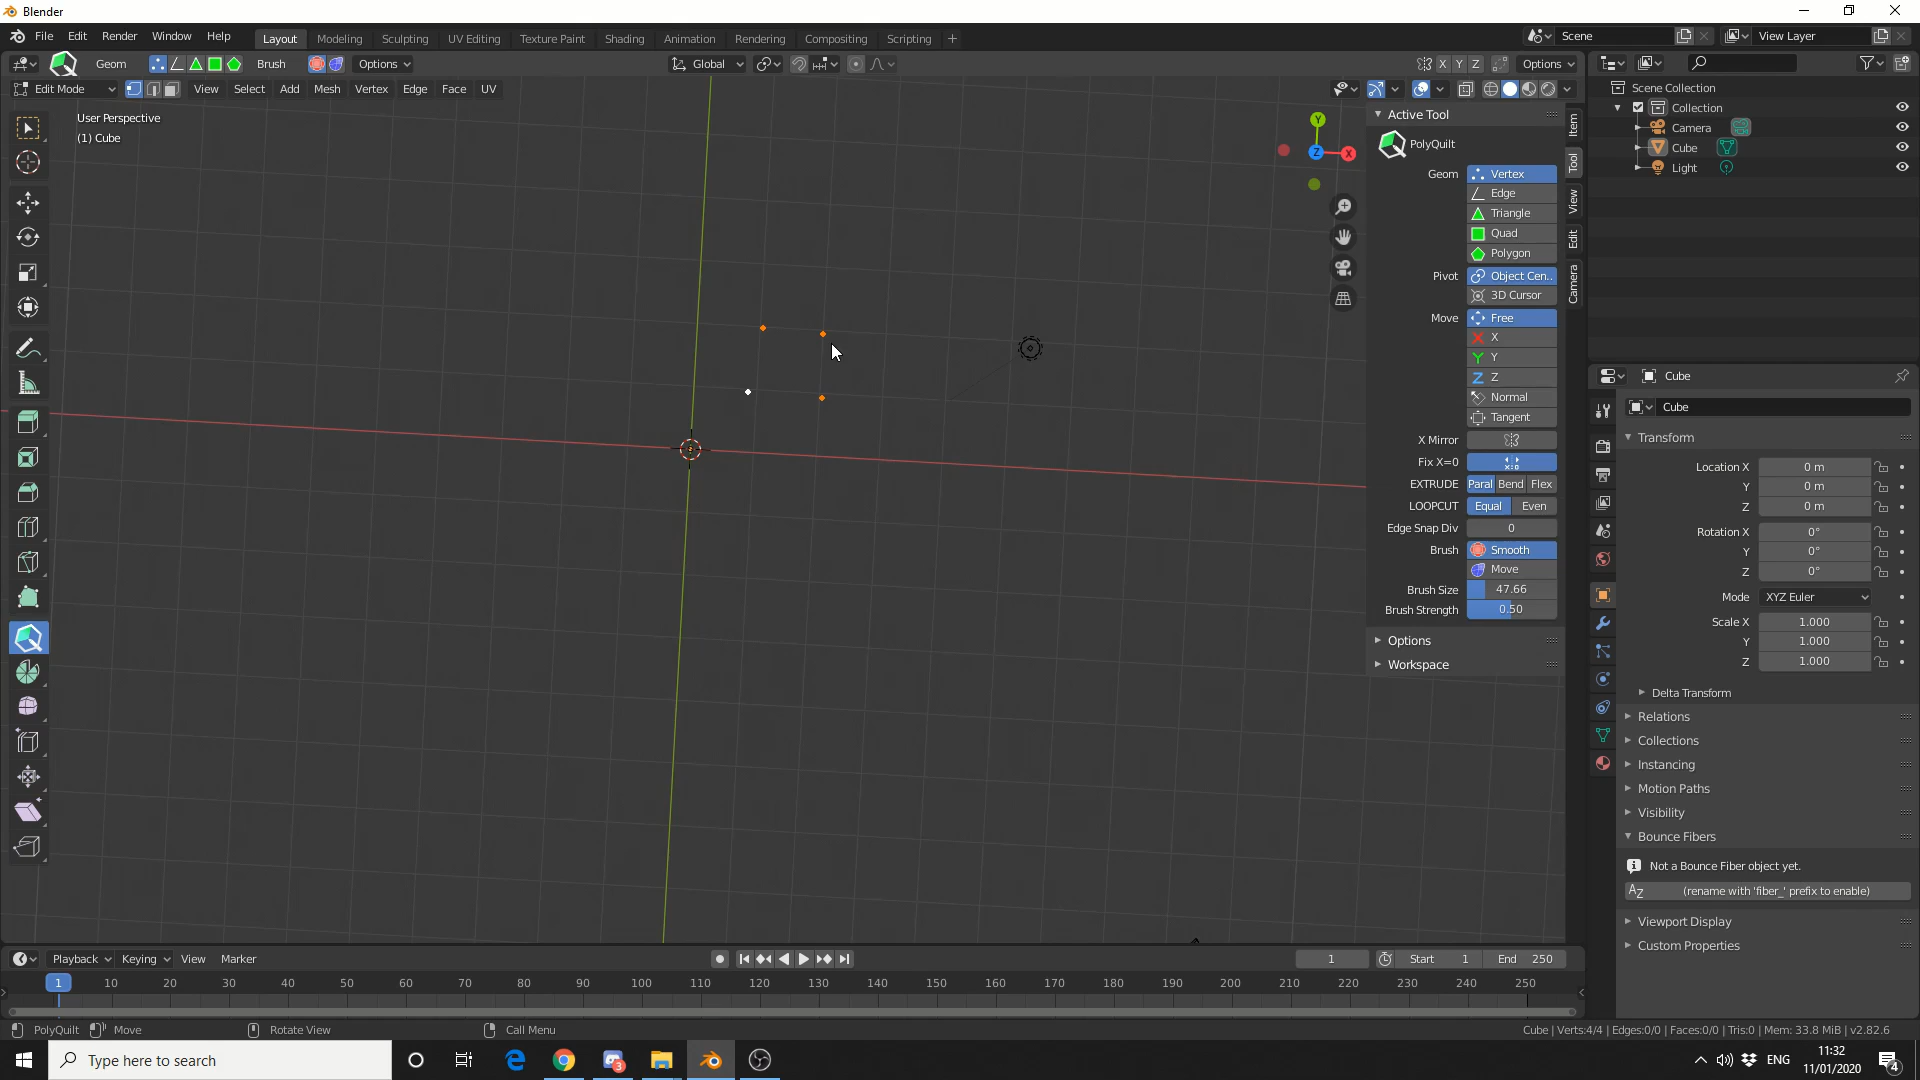 Blender
File Edit Render Window Help Layout Modeling Sculpting UV Editing Texture Paint Shading Animation Rendering Compositing Scripting + Scene View Layer
Geom Brush Options Global X Y Z Options
Edit Mode View Select Add Mesh Vertex Edge Face UV
User Perspective
(1) Cube
Y
Z
X
Active Tool
PolyQuilt
Geom Vertex
Edge
Triangle
Quad
Polygon
Pivot Object Cen..
3D Cursor
Move Free
X
Y
Z
Normal
Tangent
X Mirror
Fix X=0
EXTRUDE Paral Bend Flex
LOOPCUT Equal Even
Edge Snap Div 0
Brush Smooth
Move
Brush Size 47.66
Brush Strength 0.50
Options
Workspace
Item
Tool
View
Edit
Camera
Scene Collection
Collection
Camera
Cube
Light
Cube
Cube
Transform
Location X 0 m
Y 0 m
Z 0 m
Rotation X 0°
Y 0°
Z 0°
Mode XYZ Euler
Scale X 1.000
Y 1.000
Z 1.000
Delta Transform
Relations
Collections
Instancing
Motion Paths
Visibility
Bounce Fibers
Not a Bounce Fiber object yet.
AZ (rename with 'fiber_' prefix to enable)
Viewport Display
Custom Properties
Playback Keying View Marker 1 Start 1 End 250
1 10 20 30 40 50 60 70 80 90 100 110 120 130 140 150 160 170 180 190 200 210 220 230 240 250
PolyQuilt Move Rotate View Call Menu Cube | Verts:4/4 | Edges:0/0 | Faces:0/0 | Tris:0 | Mem: 33.8 MiB | v2.82.6
Type here to search 3 ENG 11:32
11/01/2020 4